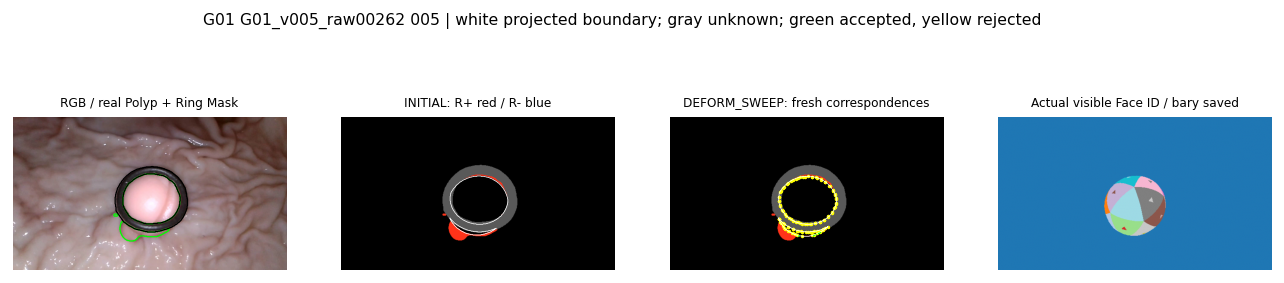 G01 G01_v005_raw00262 005 | white projected boundary; gray unknown; green accepted, yellow rejected
RGB / real Polyp + Ring Mask
INITIAL: R+ red / R- blue
DEFORM_SWEEP: fresh correspondences
Actual visible Face ID / bary saved